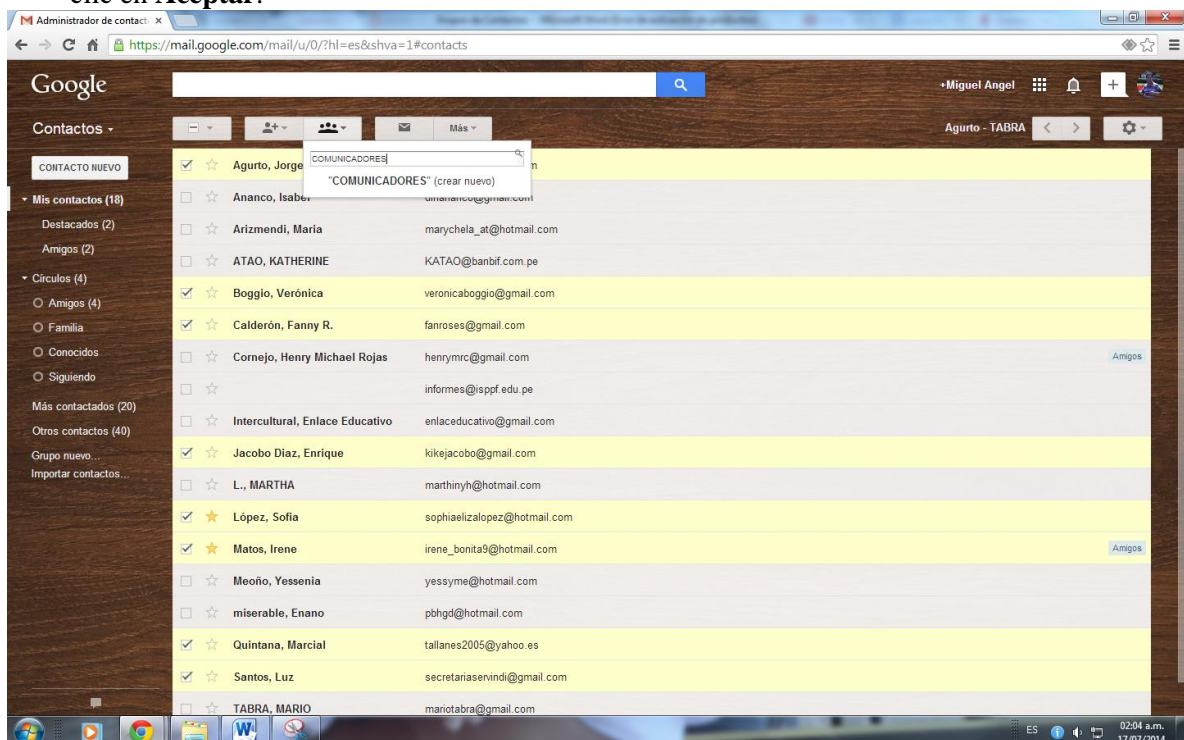 clic en Aceptar.
Administrador de contact
https://mail.google.com/mail/u/0/?hl=es&shva=1#contacts
Google
+Miguel Angel
Contactos
Más
Agurto - TABRA
CONTACTO NUEVO
Mis contactos (18)
Destacados (2)
Amigos (2)
Círculos (4)
Amigos (4)
Familia
Conocidos
Siguiendo
Más contactados (20)
Otros contactos (40)
Grupo nuevo...
Importar contactos...
COMUNICADORES
"COMUNICADORES" (crear nuevo)
Agurto, Jorge
Ananco, Isabel
Arizmendi, Maria marychela_at@hotmail.com
ATAO, KATHERINE KATAO@banbif.com.pe
Boggio, Verónica veronicaboggio@gmail.com
Calderón, Fanny R. fanroses@gmail.com
Cornejo, Henry Michael Rojas henrymrc@gmail.com Amigos
informes@isppf.edu.pe
Intercultural, Enlace Educativo enlaceducativo@gmail.com
Jacobo Diaz, Enrique kikejacobo@gmail.com
L., MARTHA marthinyh@hotmail.com
López, Sofia sophiaelizalopez@hotmail.com
Matos, Irene irene_bonita9@hotmail.com Amigos
Meoño, Yessenia yessyme@hotmail.com
miserable, Enano pbhgd@hotmail.com
Quintana, Marcial tallanes2005@yahoo.es
Santos, Luz secretariaservindi@gmail.com
TABRA, MARIO mariotabra@gmail.com
ES
02:04 a.m.
17/07/2014